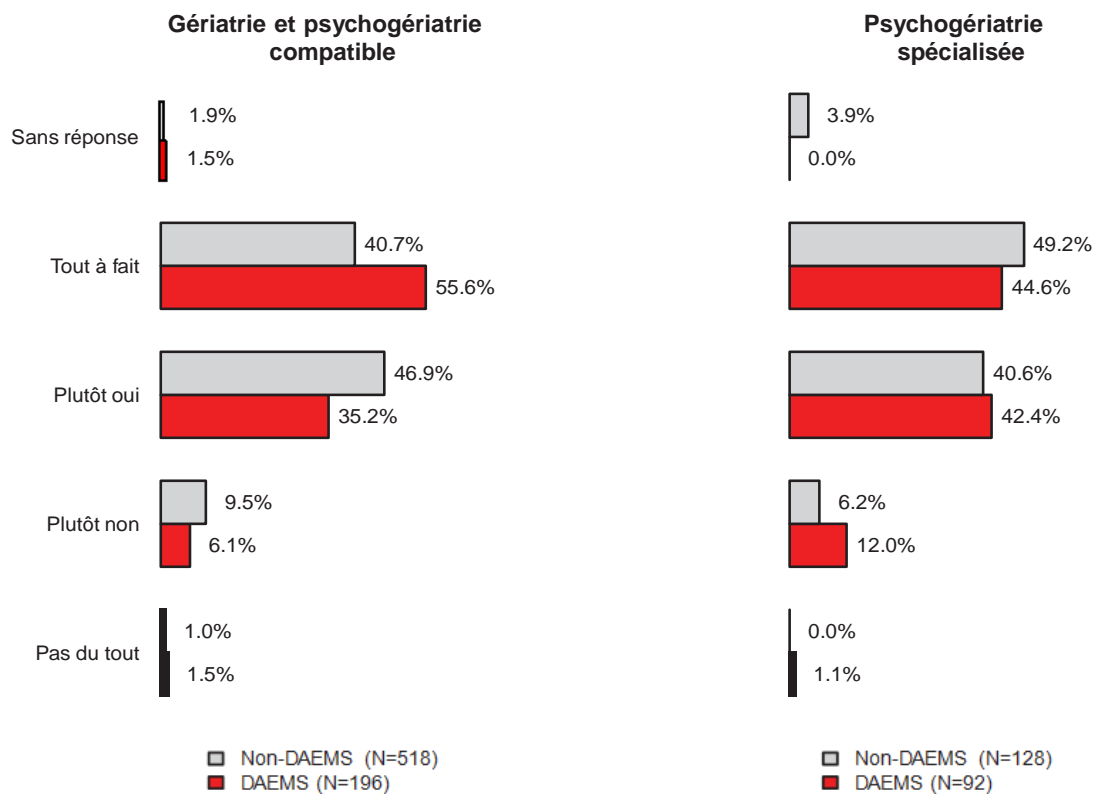 Gériatrie et psychogériatrie
compatible
Psychogériatrie
spécialisée
Sans réponse
1.9%
1.5%
3.9%
0.0%
Tout à fait
40.7%
55.6%
49.2%
44.6%
Plutôt oui
46.9%
35.2%
40.6%
42.4%
Plutôt non
9.5%
6.1%
6.2%
12.0%
Pas du tout
1.0%
1.5%
0.0%
1.1%
Non-DAEMS (N=518)
DAEMS (N=196)
Non-DAEMS (N=128)
DAEMS (N=92)